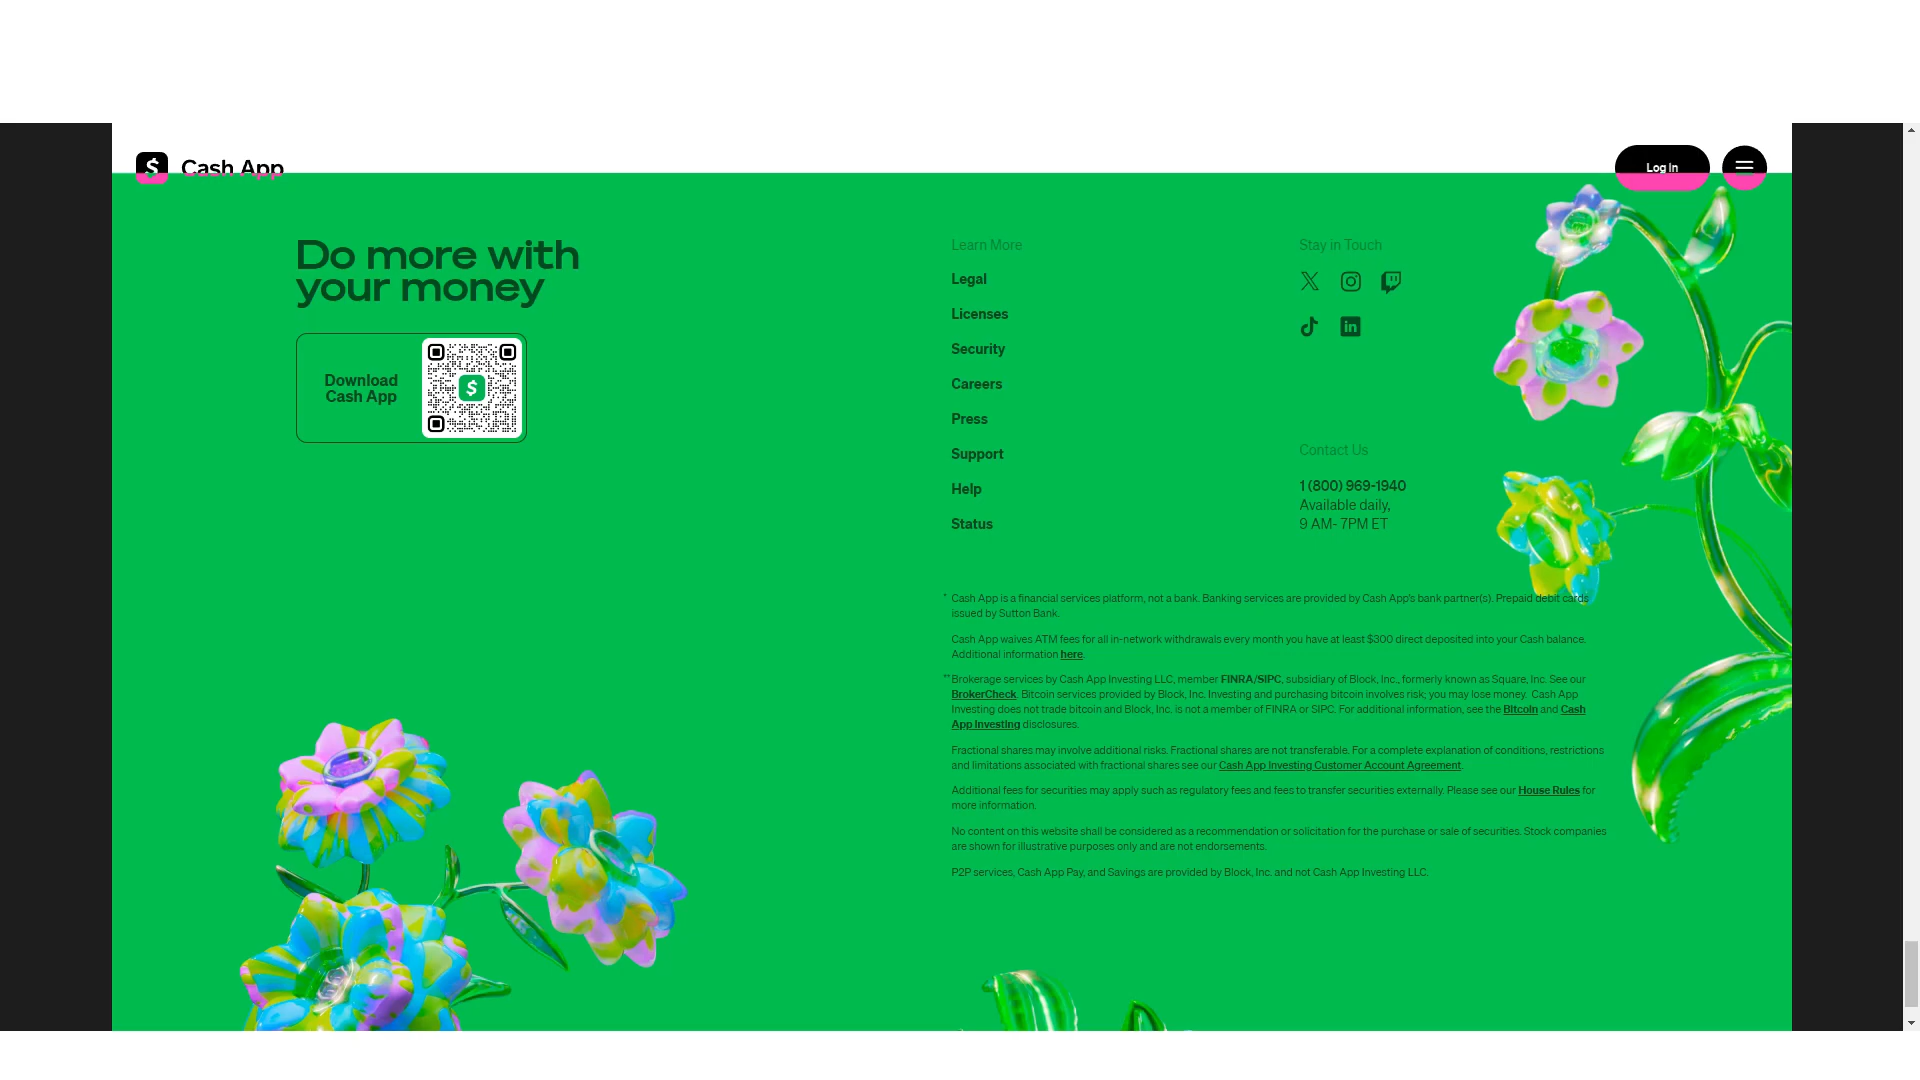 Cash App
Log in
Do more with
your money
Download
Cash App
Learn More
Legal
Licenses
Security
Careers
Press
Support
Help
Status
Stay in Touch
Contact Us
1 (800) 969-1940
Available daily,
9 AM- 7PM ET
* Cash App is a financial services platform, not a bank. Banking services are provided by Cash App's bank partner(s). Prepaid debit cards
issued by Sutton Bank.
Cash App waives ATM fees for all in-network withdrawals every month you have at least $300 direct deposited into your Cash balance.
Additional information here.
** Brokerage services by Cash App Investing LLC, member FINRA/SIPC, subsidiary of Block, Inc., formerly known as Square, Inc. See our
BrokerCheck. Bitcoin services provided by Block, Inc. Investing and purchasing bitcoin involves risk; you may lose money. Cash App
Investing does not trade bitcoin and Block, Inc. is not a member of FINRA or SIPC. For additional information, see the Bitcoin and Cash
App Investing disclosures.
Fractional shares may involve additional risks. Fractional shares are not transferable. For a complete explanation of conditions, restrictions
and limitations associated with fractional shares see our Cash App Investing Customer Account Agreement.
Additional fees for securities may apply such as regulatory fees and fees to transfer securities externally. Please see our House Rules for
more information.
No content on this website shall be considered as a recommendation or solicitation for the purchase or sale of securities. Stock companies
are shown for illustrative purposes only and are not endorsements.
P2P services, Cash App Pay, and Savings are provided by Block, Inc. and not Cash App Investing LLC.